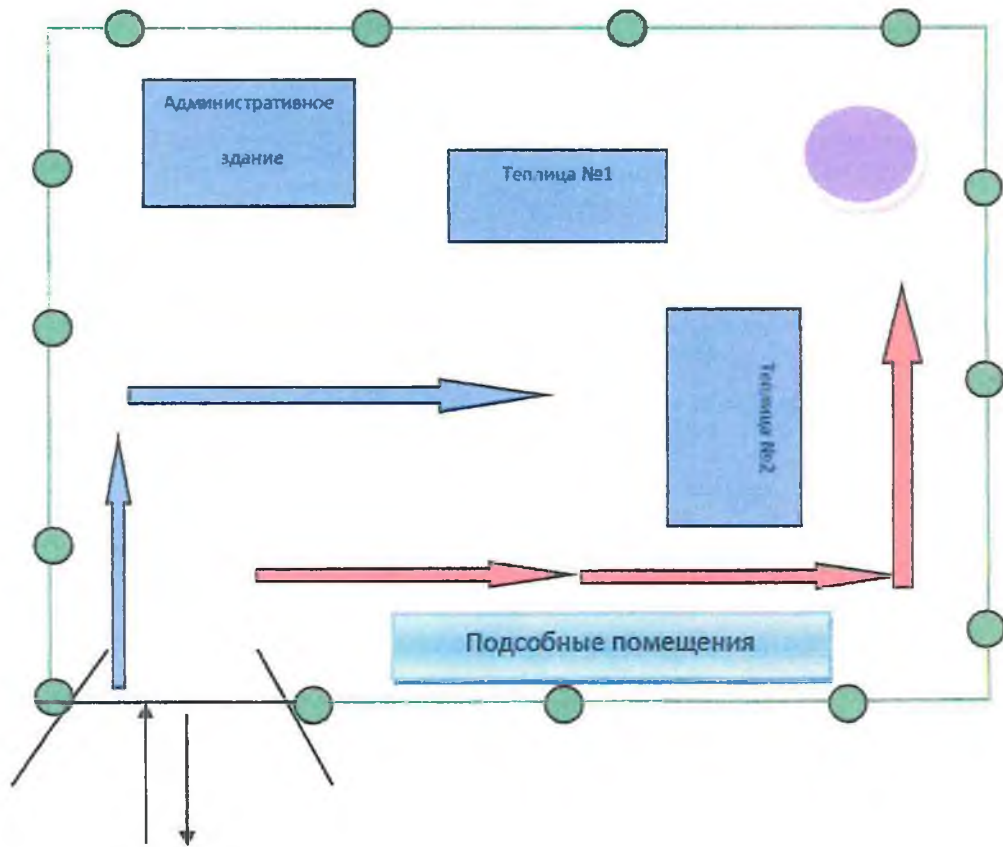 Административное
здание
Теплица №1
Теплица №2
Подсобные помещения